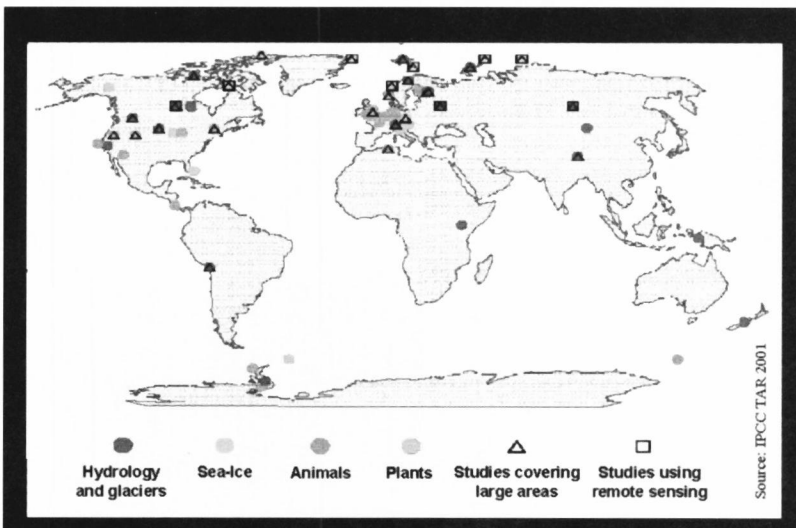 Source: IPCC TAR 2001
Hydrology and glaciers
Sea-Ice
Animals
Plants
Studies covering large areas
Studies using remote sensing